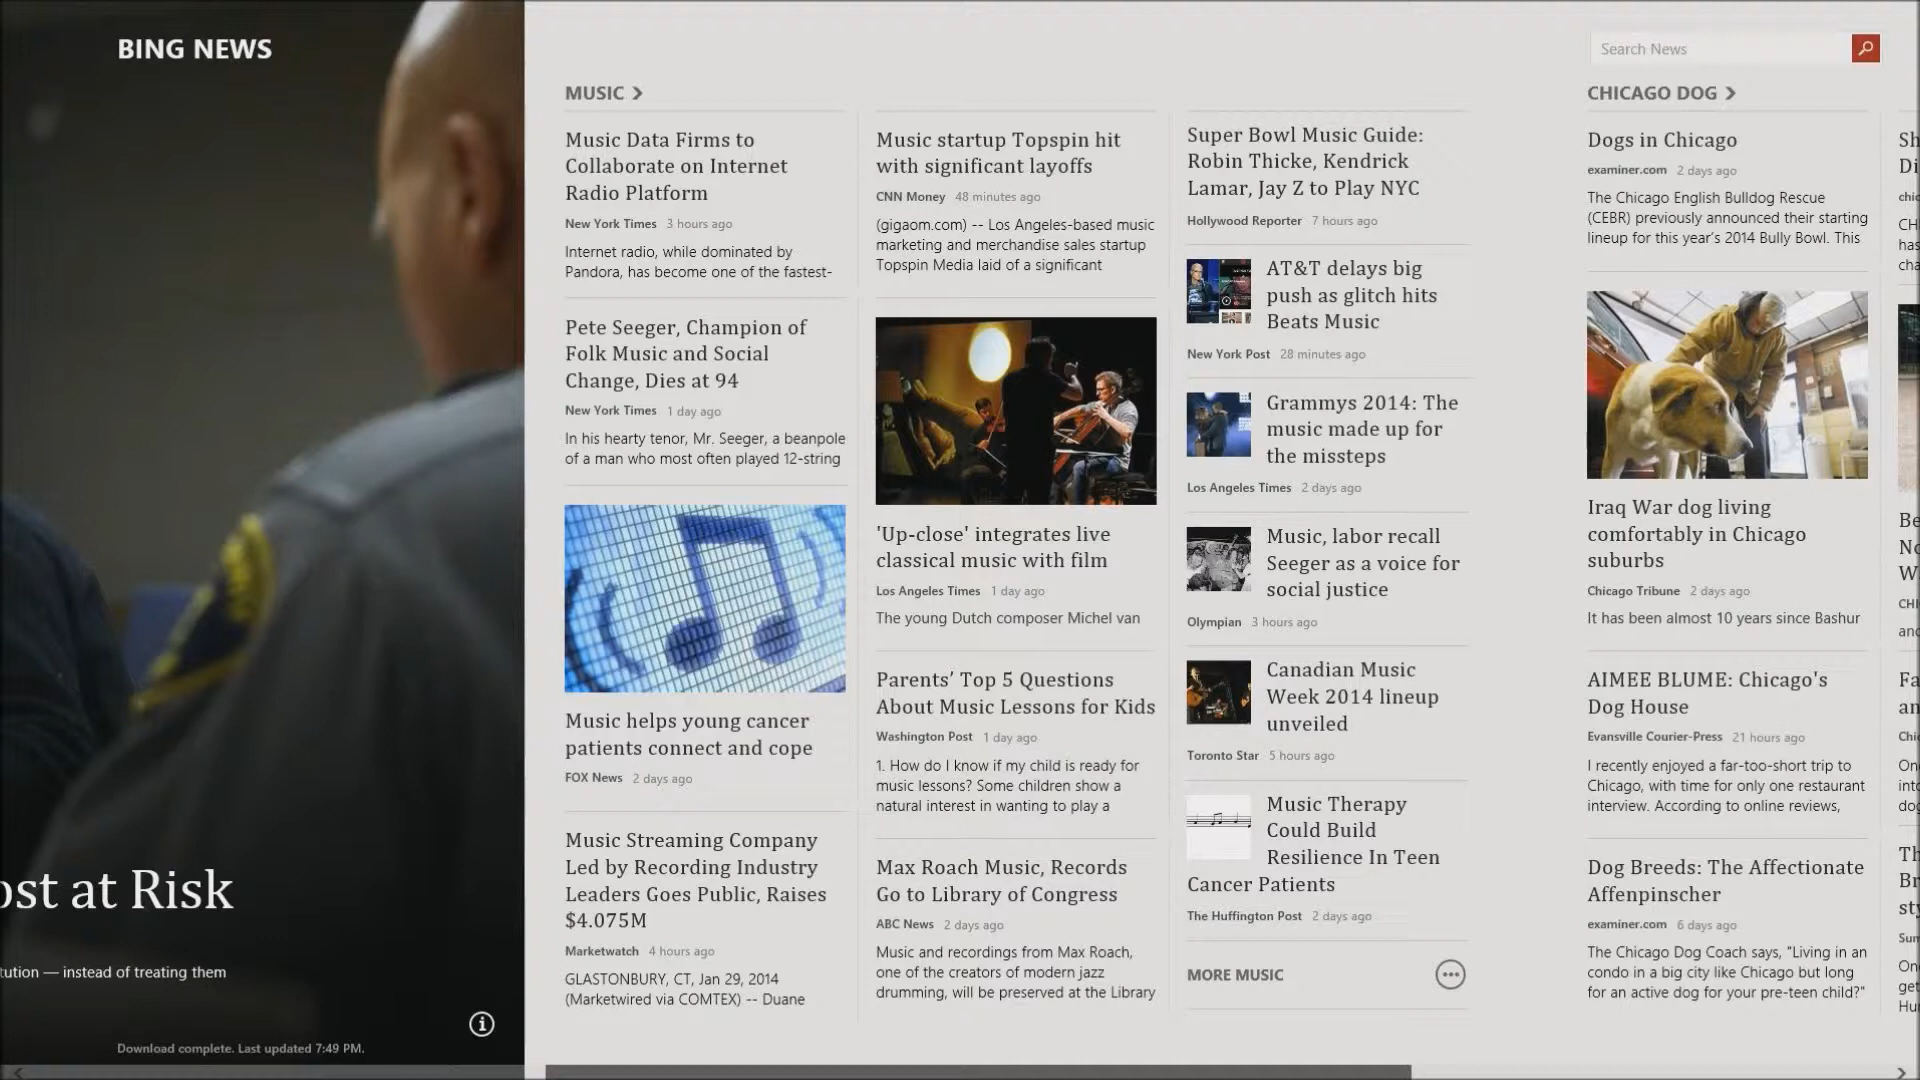 BING NEWS
ost at Risk
tution — instead of treating them
Download complete. Last updated 7:49 PM.
Search News
MUSIC
Music Data Firms to
Collaborate on Internet
Radio Platform
New York Times 3 hours ago
Internet radio, while dominated by
Pandora, has become one of the fastest-
Pete Seeger, Champion of
Folk Music and Social
Change, Dies at 94
New York Times 1 day ago
In his hearty tenor, Mr. Seeger, a beanpole
of a man who most often played 12-string
Music helps young cancer
patients connect and cope
FOX News 2 days ago
Music Streaming Company
Led by Recording Industry
Leaders Goes Public, Raises
$4.075M
Marketwatch 4 hours ago
GLASTONBURY, CT, Jan 29, 2014
(Marketwired via COMTEX) -- Duane
Music startup Topspin hit
with significant layoffs
CNN Money 48 minutes ago
(gigaom.com) -- Los Angeles-based music
marketing and merchandise sales startup
Topspin Media laid of a significant
'Up-close' integrates live
classical music with film
Los Angeles Times 1 day ago
The young Dutch composer Michel van
Parents' Top 5 Questions
About Music Lessons for Kids
Washington Post 1 day ago
1. How do I know if my child is ready for
music lessons? Some children show a
natural interest in wanting to play a
Max Roach Music, Records
Go to Library of Congress
ABC News 2 days ago
Music and recordings from Max Roach,
one of the creators of modern jazz
drumming, will be preserved at the Library
Super Bowl Music Guide:
Robin Thicke, Kendrick
Lamar, Jay Z to Play NYC
Hollywood Reporter 7 hours ago
AT&T delays big
push as glitch hits
Beats Music
New York Post 28 minutes ago
Grammys 2014: The
music made up for
the missteps
Los Angeles Times 2 days ago
Music, labor recall
Seeger as a voice for
social justice
Olympian 3 hours ago
Canadian Music
Week 2014 lineup
unveiled
Toronto Star 5 hours ago
Music Therapy
Could Build
Resilience In Teen
Cancer Patients
The Huffington Post 2 days ago
MORE MUSIC
CHICAGO DOG
Dogs in Chicago
examiner.com 2 days ago
The Chicago English Bulldog Rescue
(CEBR) previously announced their starting
lineup for this year's 2014 Bully Bowl. This
Iraq War dog living
comfortably in Chicago
suburbs
Chicago Tribune 2 days ago
It has been almost 10 years since Bashur
AIMEE BLUME: Chicago's
Dog House
Evansville Courier-Press 21 hours ago
I recently enjoyed a far-too-short trip to
Chicago, with time for only one restaurant
interview. According to online reviews,
Dog Breeds: The Affectionate
Affenpinscher
examiner.com 6 days ago
The Chicago Dog Coach says, "Living in an
condo in a big city like Chicago but long
for an active dog for your pre-teen child?"